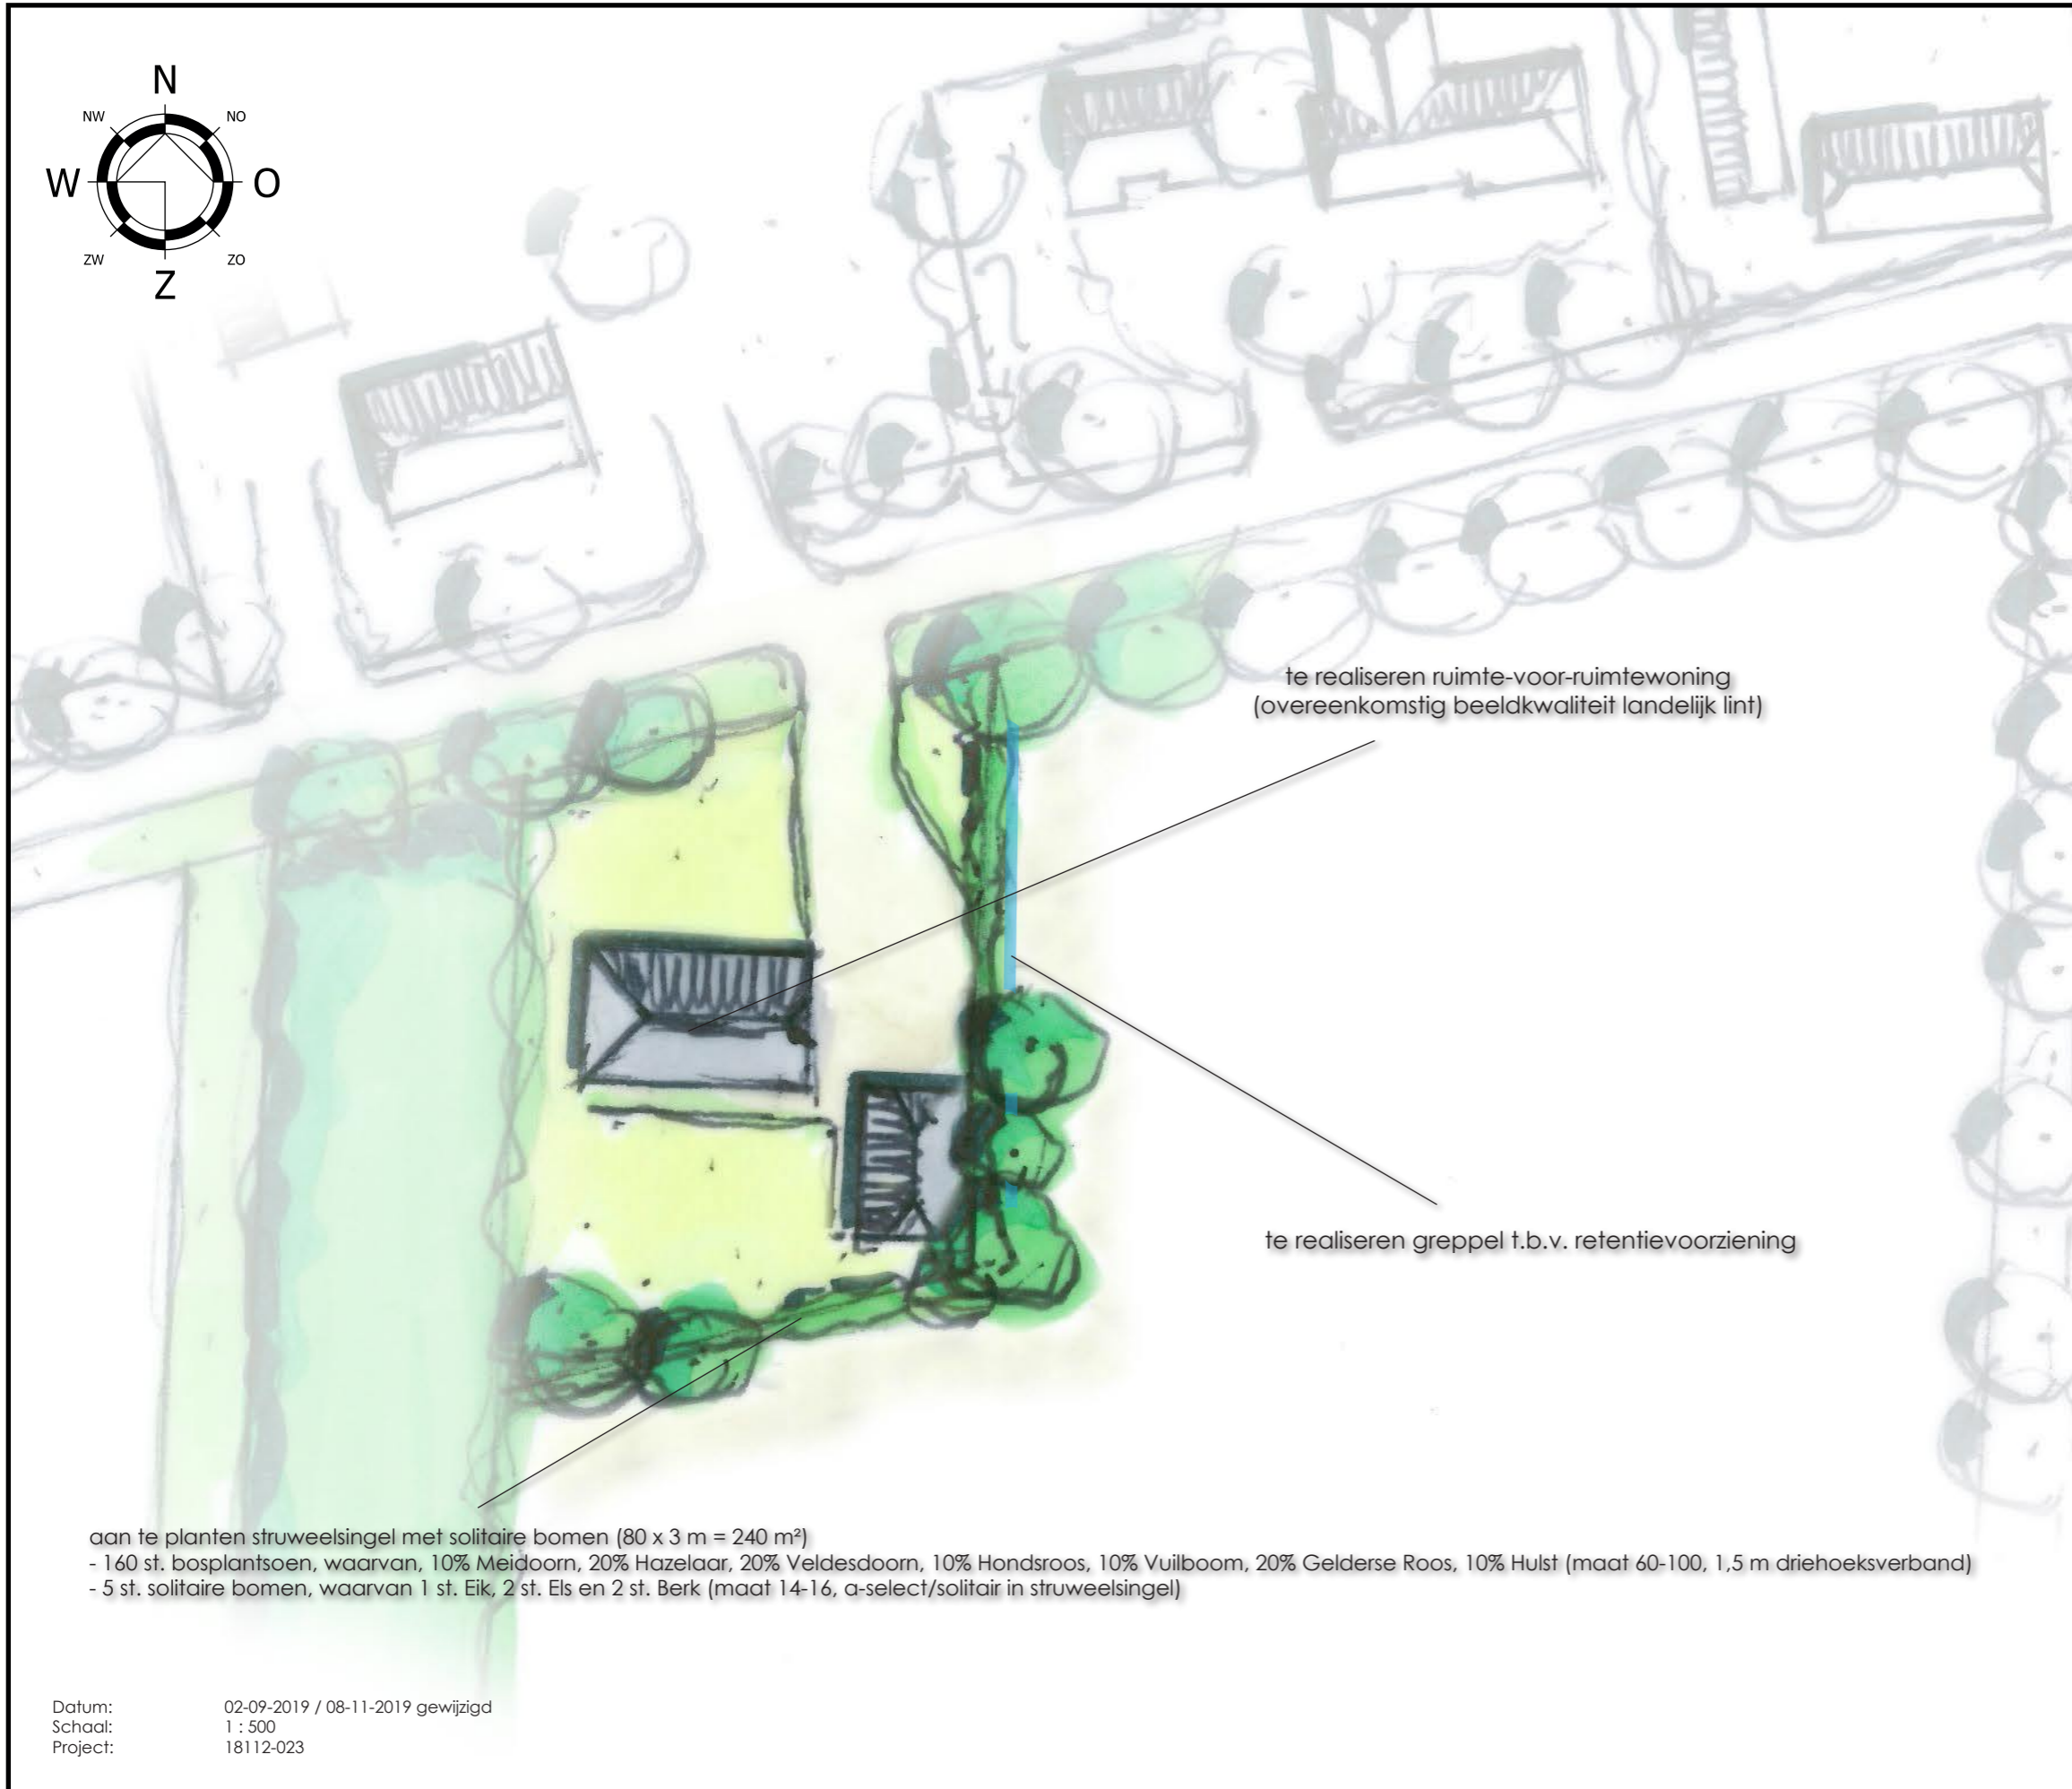 N
NW
NO
W
O
ZW
ZO
Z
te realiseren ruimte-voor-ruimtewoning
(overeenkomstig beeldkwaliteit landelijk lint)
te realiseren greppel t.b.v. retentievoorziening
aan te planten struweelsingel met solitaire bomen (80 x 3 m = 240 m²)
- 160 st. bosplantsoen, waarvan, 10% Meidoorn, 20% Hazelaar, 20% Veldesdoorn, 10% Hondsroos, 10% Vuilboom, 20% Gelderse Roos, 10% Hulst (maat 60-100, 1,5 m driehoeksverband)
- 5 st. solitaire bomen, waarvan 1 st. Eik, 2 st. Els en 2 st. Berk (maat 14-16, a-select/solitair in struweelsingel)
Datum: 02-09-2019 / 08-11-2019 gewijzigd
Schaal: 1 : 500
Project: 18112-023